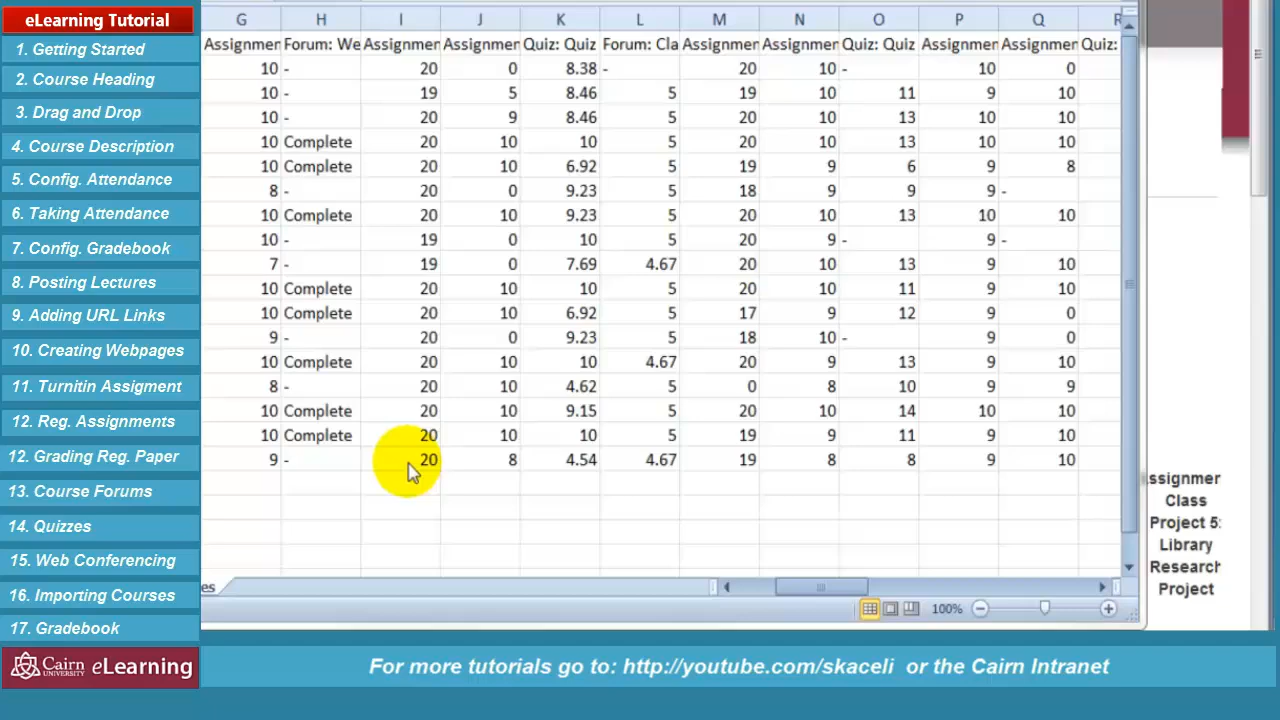 eLearning Tutorial
1. Getting Started
2. Course Heading
3. Drag and Drop
4. Course Description
5. Config. Attendance
6. Taking Attendance
7. Config. Gradebook
8. Posting Lectures
9. Adding URL Links
10. Creating Webpages
11. Turnitin Assigment
12. Reg. Assignments
12. Grading Reg. Paper
13. Course Forums
14. Quizzes
15. Web Conferencing
16. Importing Courses
17. Gradebook
Cairn UNIVERSITY eLearning
G H I J K L M N O P Q R
Assignmen Forum: We Assignmen Assignmen Quiz: Quiz Forum: Cla Assignmen Assignmen Quiz: Quiz Assignmen Assignmen Quiz:
10 - 20 0 8.38 - 20 10 - 10 0
10 - 19 5 8.46 5 19 10 11 9 10
10 - 20 9 8.46 5 20 10 13 9 10
10 Complete 20 10 10 5 20 10 13 10 10
10 Complete 20 10 6.92 5 19 9 6 9 8
8 - 20 0 9.23 5 18 9 9 9 -
10 Complete 20 10 9.23 5 20 10 13 10 10
10 - 19 0 10 5 20 9 - 9 -
7 - 19 0 7.69 4.67 20 10 13 9 10
10 Complete 20 10 10 5 20 10 11 9 10
10 Complete 20 10 6.92 5 17 9 12 9 0
9 - 20 0 9.23 5 18 10 - 9 0
10 Complete 20 10 10 4.67 20 9 13 9 10
8 - 20 10 4.62 5 0 8 10 9 9
10 Complete 20 10 9.15 5 20 10 14 10 10
10 Complete 20 10 10 5 19 9 11 9 10
9 - 20 8 4.54 4.67 19 8 8 9 10
es
100%
ssignmer
Class
Project 5:
Library
Research
Project
For more tutorials go to: http://youtube.com/skaceli or the Cairn Intranet